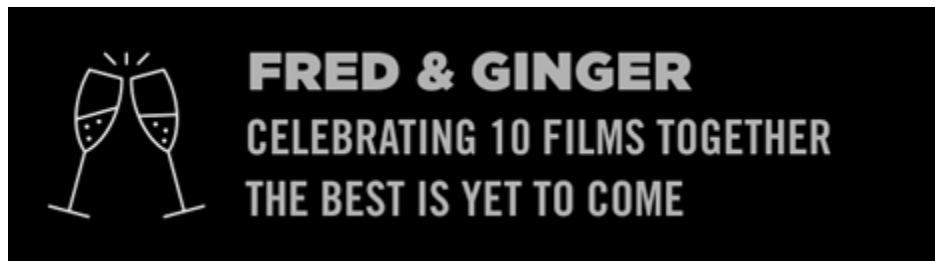 FRED & GINGER
CELEBRATING 10 FILMS TOGETHER
THE BEST IS YET TO COME